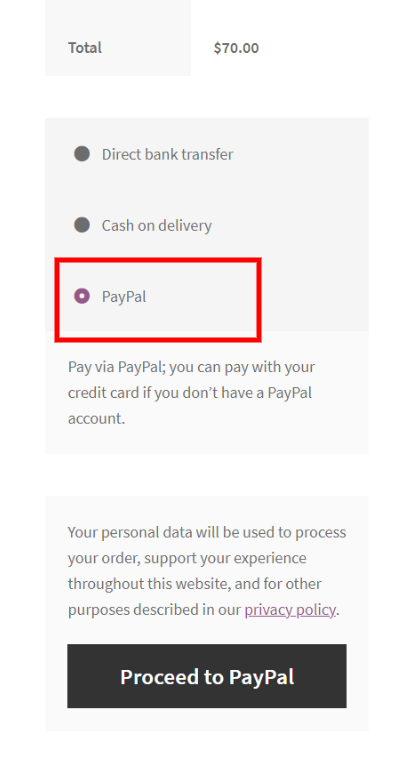 Total $70.00
Direct bank transfer
Cash on delivery
PayPal
Pay via PayPal; you can pay with your
credit card if you don’t have a PayPal
account.
Your personal data will be used to process
your order, support your experience
throughout this website, and for other
purposes described in our privacy policy.
Proceed to PayPal